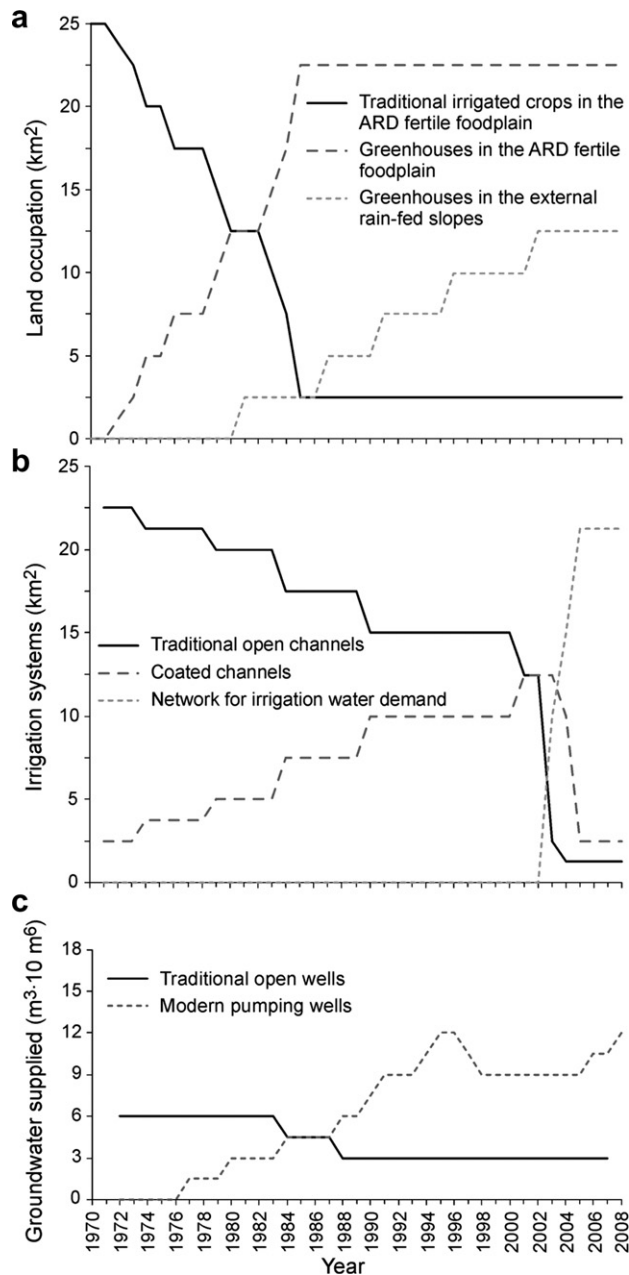 a
25
20
15
10
5
0
Land occupation (km2)
Traditional irrigated crops in the
ARD fertile foodplain
Greenhouses in the ARD fertile
foodplain
Greenhouses in the external
rain-fed slopes
b
25
20
15
10
5
0
Irrigation systems (km2)
Traditional open channels
Coated channels
Network for irrigation water demand
c
18
15
12
9
6
3
0
Groundwater supplied (m3·10 m6)
Traditional open wells
Modern pumping wells
1970
1972
1974
1976
1978
1980
1982
1984
1986
1988
1990
1992
1994
1996
1998
2000
2002
2004
2006
2008
Year